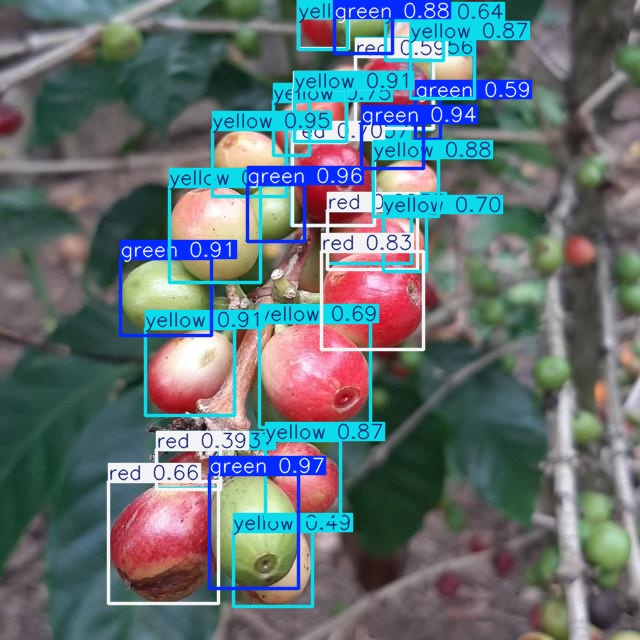 yell
green 0.88
0.64
yellow 0.87
red 0.59
56
yellow 0.91
green 0.59
yellow 0.75
green 0.94
yellow 0.95
red 0.70
yellow 0.88
yellow
green 0.96
red
yellow 0.70
red 0.83
green 0.91
yellow 0.91
yellow 0.69
yellow 0.87
red 0.39
red 0.66
green 0.97
yellow 0.49